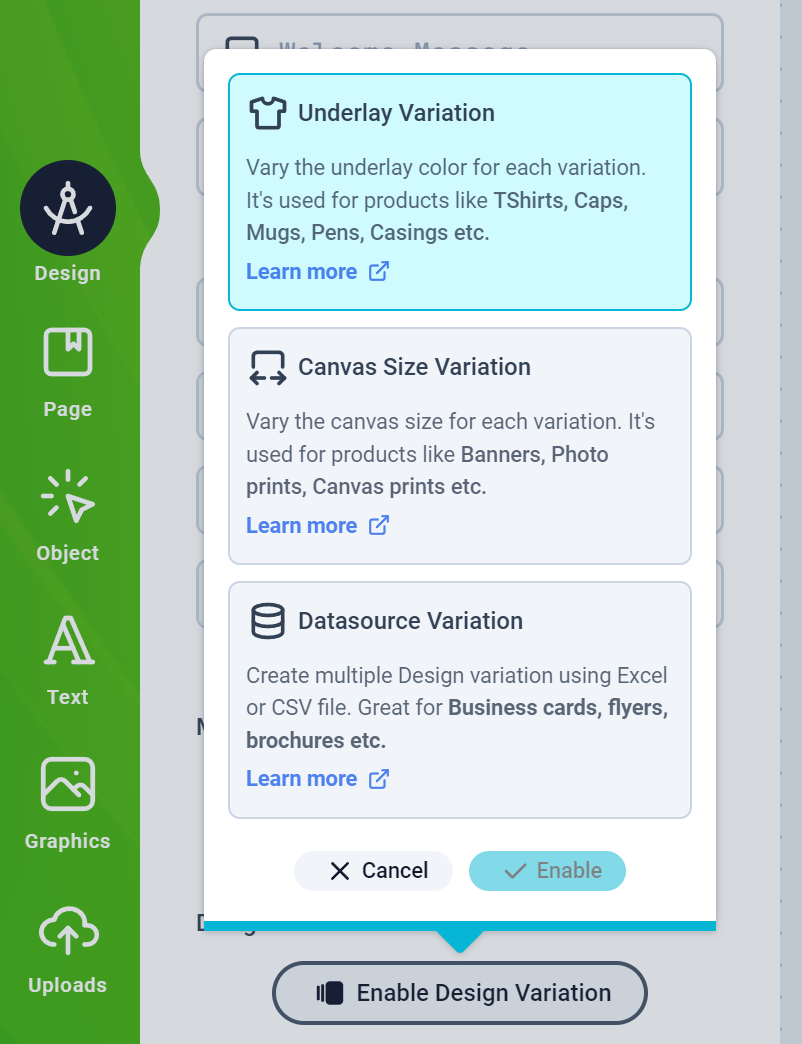 Design
Page
Object
Text
Graphics
Uploads
Welcome Message
Underlay Variation
Vary the underlay color for each variation.
It's used for products like TShirts, Caps,
Mugs, Pens, Casings etc.
Learn more
Canvas Size Variation
Vary the canvas size for each variation. It's
used for products like Banners, Photo
prints, Canvas prints etc.
Learn more
Datasource Variation
Create multiple Design variation using Excel
or CSV file. Great for Business cards, flyers,
brochures etc.
Learn more
Cancel
Enable
Enable Design Variation